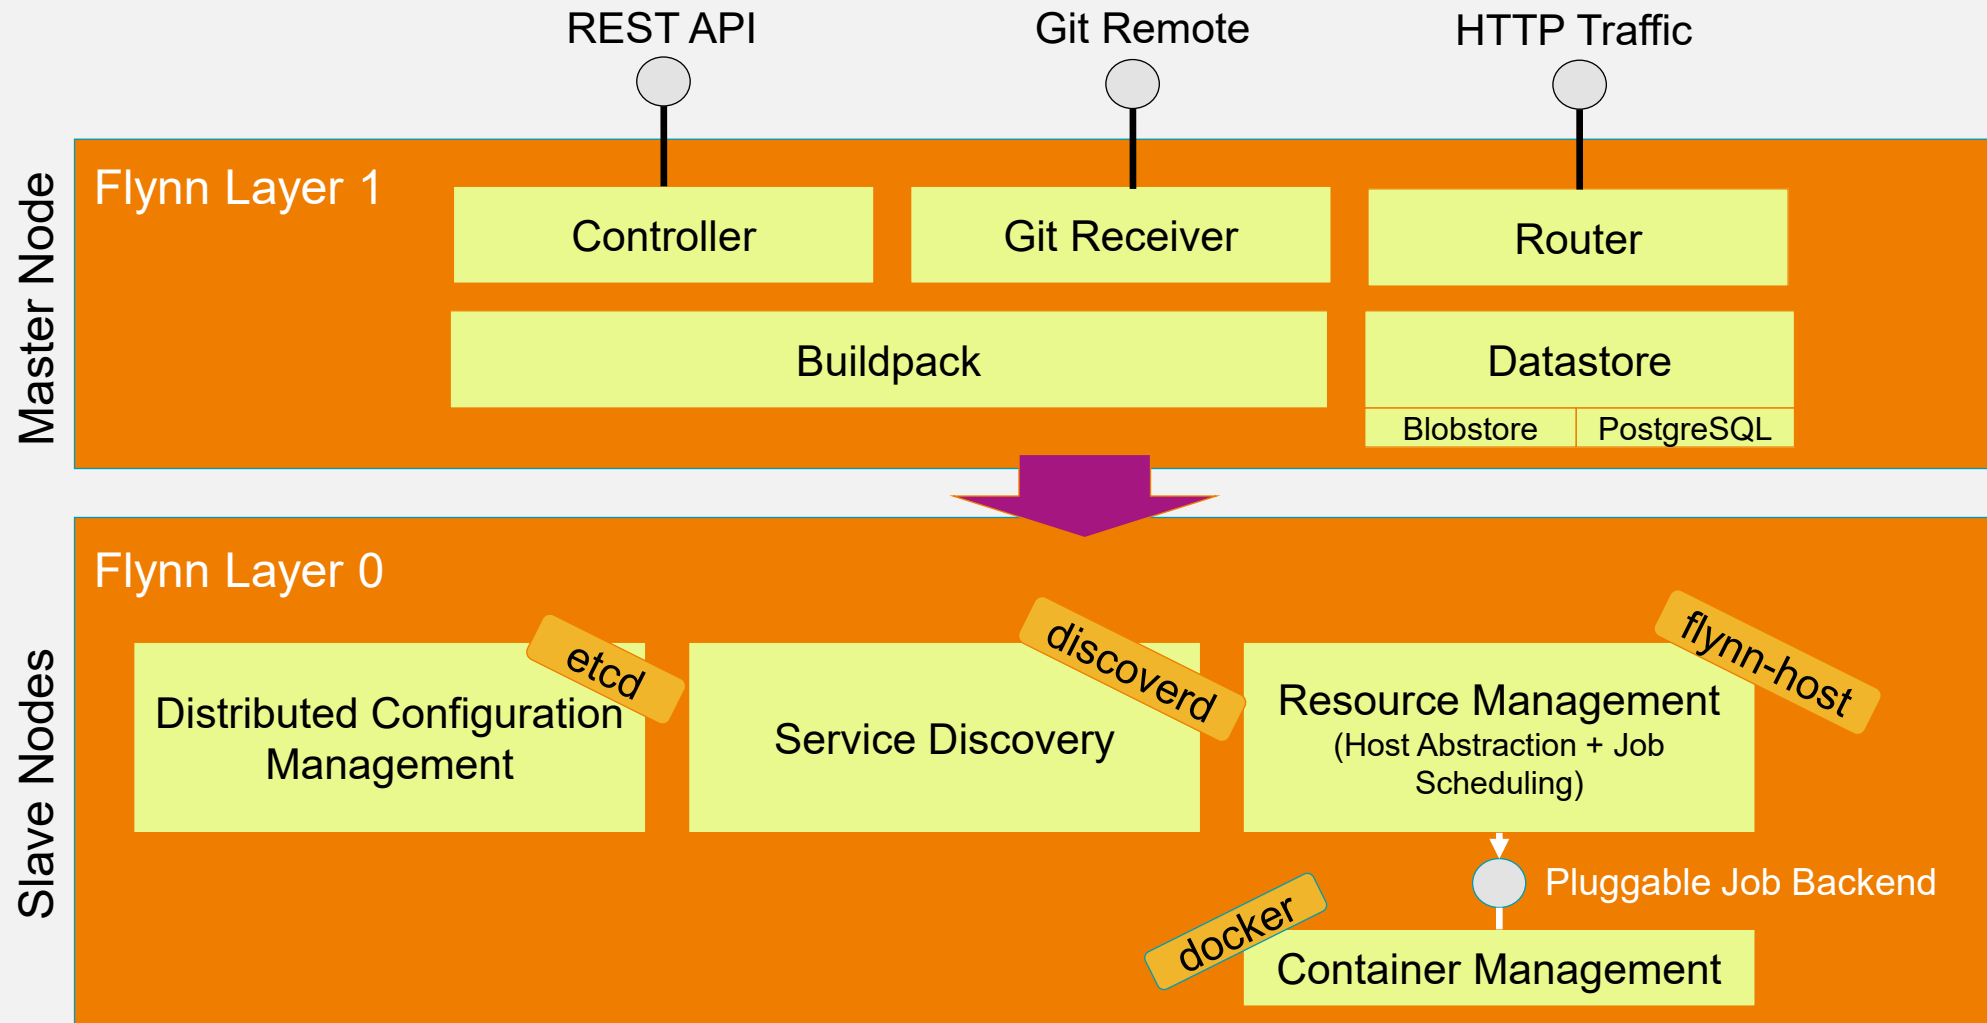 REST API
Git Remote
HTTP Traffic
Master Node
Flynn Layer 1
Controller
Git Receiver
Router
Buildpack
Datastore
Blobstore
PostgreSQL
Slave Nodes
Flynn Layer 0
etcd
discoverd
flynn-host
Distributed Configuration
Management
Service Discovery
Resource Management
(Host Abstraction + Job
Scheduling)
Pluggable Job Backend
docker
Container Management